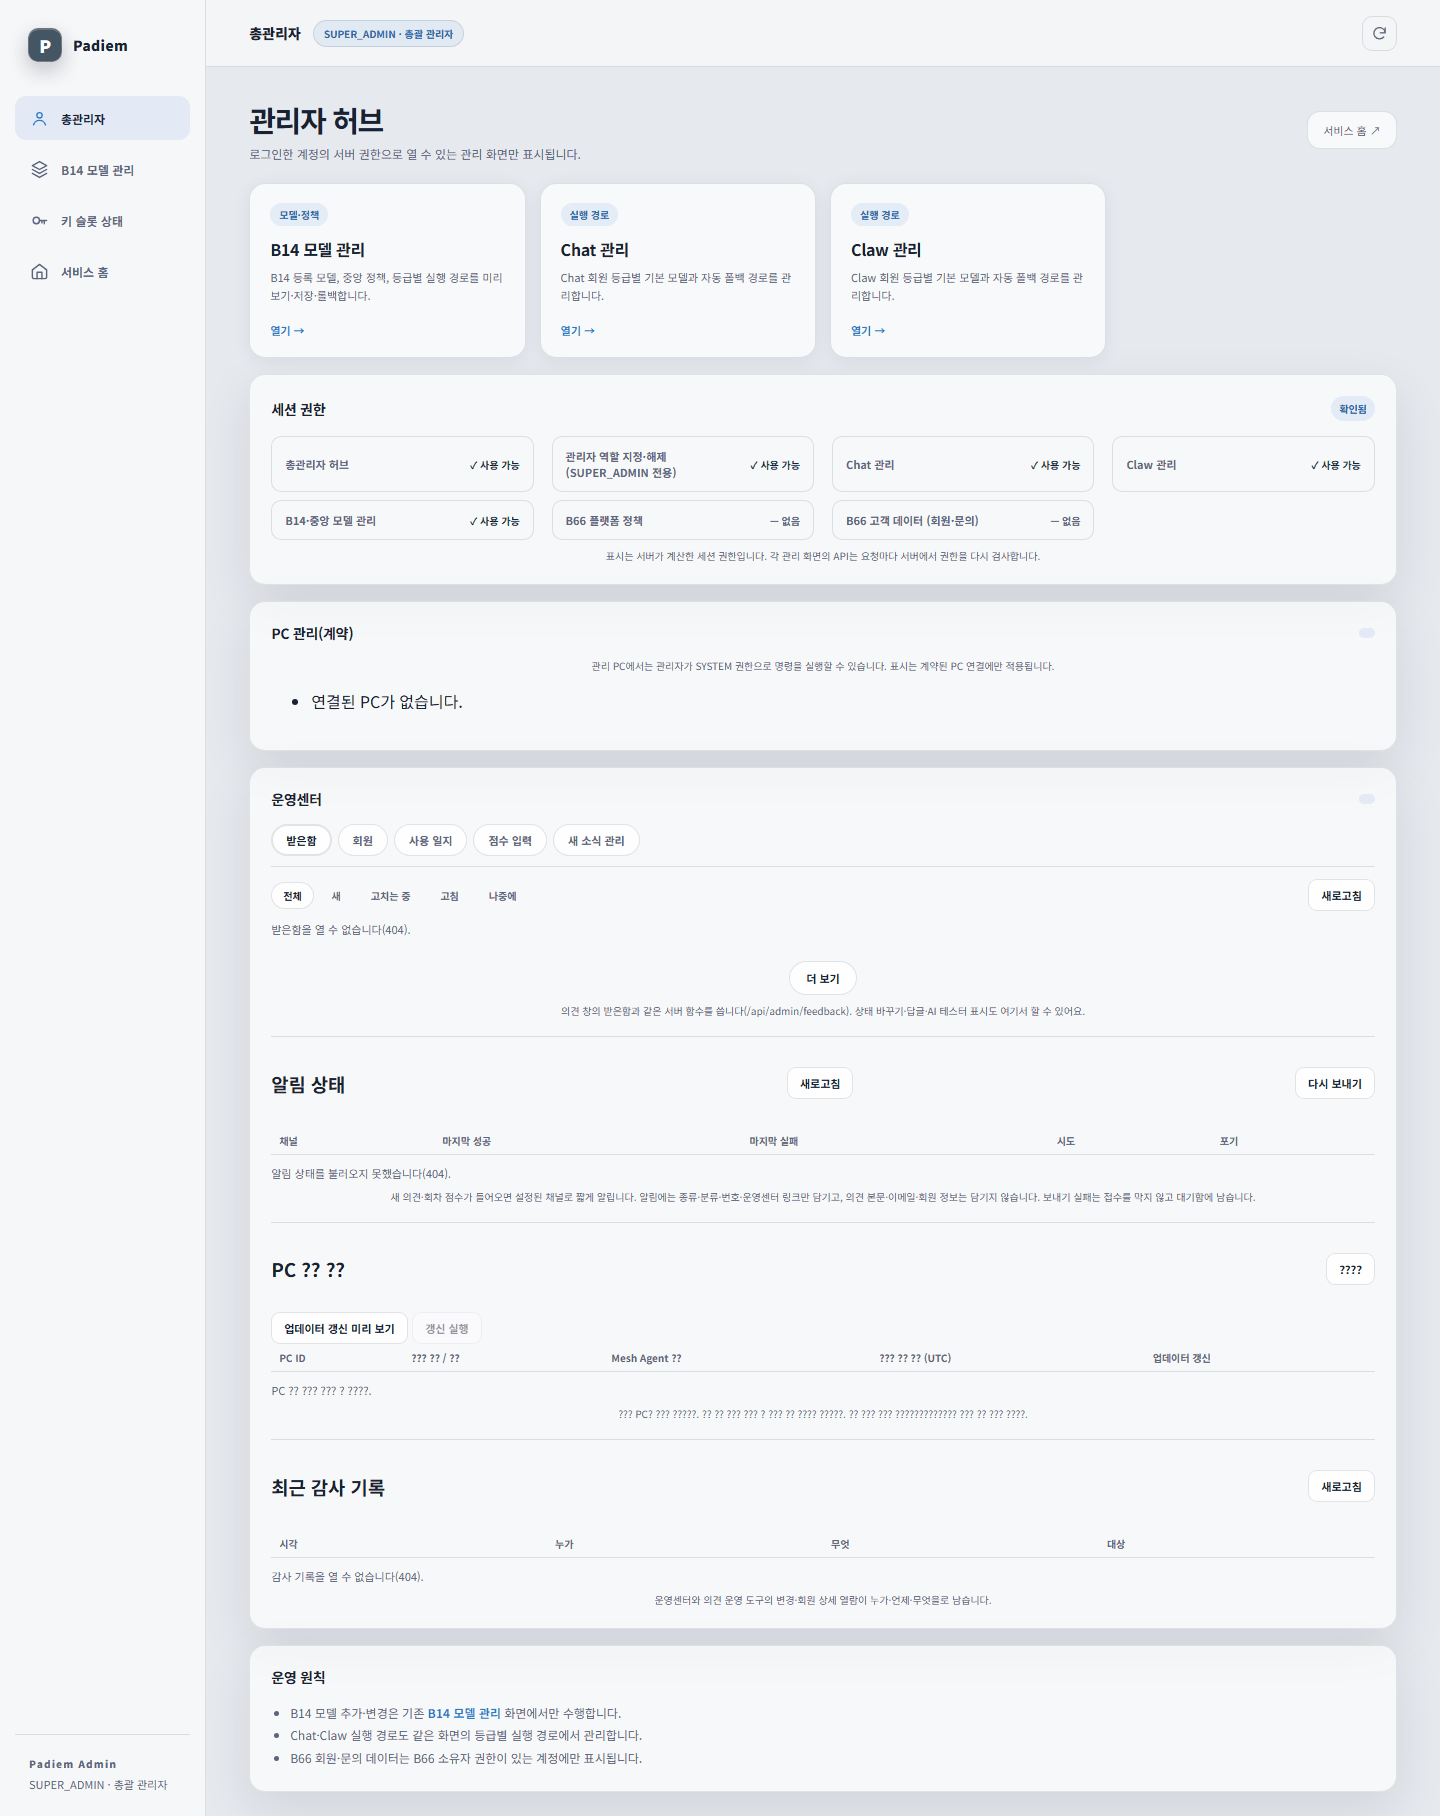 P Padiem
총관리자
B14 모델 관리
키 슬롯 상태
서비스 홈
Padiem Admin
SUPER_ADMIN · 총괄 관리자
총관리자 SUPER_ADMIN · 총괄 관리자
관리자 허브
로그인한 계정의 서버 권한으로 열 수 있는 관리 화면만 표시됩니다.
서비스 홈 ↗
모델·정책
B14 모델 관리
B14 등록 모델, 중앙 정책, 등급별 실행 경로를 미리
보기·저장·롤백합니다.
열기 →
실행 경로
Chat 관리
Chat 회원 등급별 기본 모델과 자동 폴백 경로를 관
리합니다.
열기 →
실행 경로
Claw 관리
Claw 회원 등급별 기본 모델과 자동 폴백 경로를 관
리합니다.
열기 →
세션 권한 확인됨
총관리자 허브 ✓ 사용 가능
관리자 역할 지정·해제
(SUPER_ADMIN 전용) ✓ 사용 가능
Chat 관리 ✓ 사용 가능
Claw 관리 ✓ 사용 가능
B14·중앙 모델 관리 ✓ 사용 가능
B66 플랫폼 정책 — 없음
B66 고객 데이터 (회원·문의) — 없음
표시는 서버가 계산한 세션 권한입니다. 각 관리 화면의 API는 요청마다 서버에서 권한을 다시 검사합니다.
PC 관리(계약)
관리 PC에서는 관리자가 SYSTEM 권한으로 명령을 실행할 수 있습니다. 표시는 계약된 PC 연결에만 적용됩니다.
• 연결된 PC가 없습니다.
운영센터
받은함 회원 사용 일지 점수 입력 새 소식 관리
전체 새 고치는 중 고침 나중에 새로고침
받은함을 열 수 없습니다(404).
더 보기
의견 창의 받은함과 같은 서버 함수를 씁니다(/api/admin/feedback). 상태 바꾸기·답글·AI 테스터 표시도 여기서 할 수 있어요.
알림 상태 새로고침 다시 보내기
채널 마지막 성공 마지막 실패 시도 포기
알림 상태를 불러오지 못했습니다(404).
새 의견·회차 점수가 들어오면 설정된 채널로 짧게 알립니다. 알림에는 종류·분류·번호·운영센터 링크만 담기고, 의견 본문·이메일·회원 정보는 담기지 않습니다. 보내기 실패는 접수를 막지 않고 대기함에 남습니다.
PC ?? ?? ????
업데이터 갱신 미리 보기 갱신 실행
PC ID ??? ?? / ?? Mesh Agent ?? ??? ?? ?? (UTC) 업데이터 갱신
PC ?? ??? ??? ? ????.
??? PC? ??? ?????. ?? ?? ??? ??? ? ??? ?? ???? ?????. ?? ??? ??? ????????????? ??? ?? ??? ????.
최근 감사 기록 새로고침
시각 누가 무엇 대상
감사 기록을 열 수 없습니다(404).
운영센터와 의견 운영 도구의 변경·회원 상세 열람이 누가·언제·무엇을로 남습니다.
운영 원칙
• B14 모델 추가·변경은 기존 B14 모델 관리 화면에서만 수행합니다.
• Chat·Claw 실행 경로도 같은 화면의 등급별 실행 경로에서 관리합니다.
• B66 회원·문의 데이터는 B66 소유자 권한이 있는 계정에만 표시됩니다.